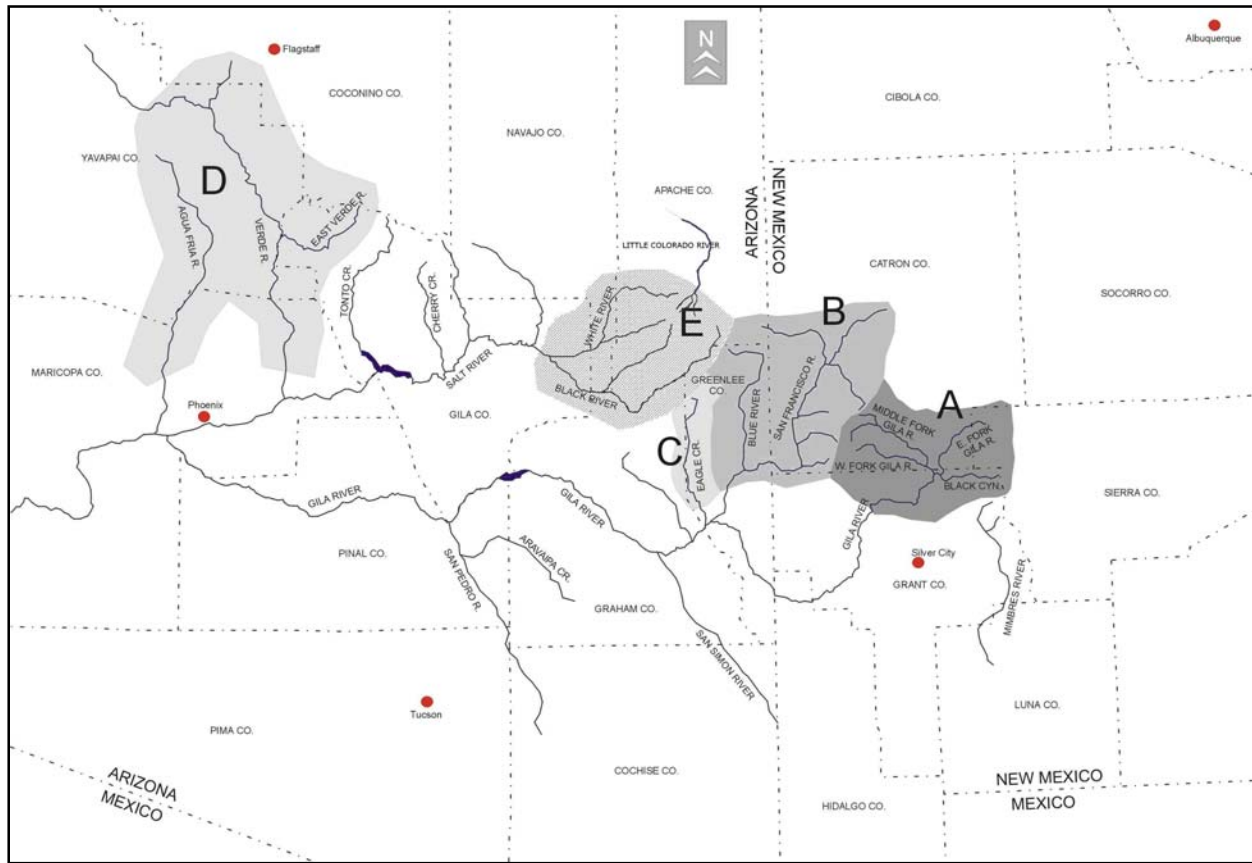 N
Flagstaff
Albuquerque
COCONINO CO.
CIBOLA CO.
NAVAJO CO.
YAVAPAI CO.
D
APACHE CO.
ARIZONA
NEW MEXICO
AGUA FRIA R.
VERDE R.
EAST VERDE R.
LITTLE COLORADO RIVER
CATRON CO.
SOCORRO CO.
TONTO CR.
CHERRY CR.
WHITE RIVER
E
B
MARICOPA CO.
SALT RIVER
BLACK RIVER
GREENLEE
CO.
BLUE RIVER
SAN FRANCISCO R.
A
MIDDLE FORK
GILA R.
E. FORK
GILA R.
Phoenix
GILA CO.
C
EAGLE CR.
W. FORK GILA R.
BLACK CYN.
SIERRA CO.
GILA RIVER
GILA RIVER
GILA RIVER
Silver City
GRANT CO.
PINAL CO.
SAN PEDRO R.
ARAVAIPA CR.
GRAHAM CO.
MIMBRES RIVER
SAN SIMON RIVER
Tucson
LUNA CO.
PIMA CO.
COCHISE CO.
ARIZONA
MEXICO
NEW MEXICO
MEXICO
HIDALGO CO.